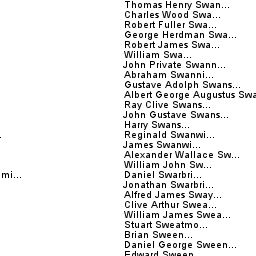 Thomas Henry Swan...
Charles Wood Swa...
Robert Fuller Swa...
George Herdman Swa...
Robert James Swa...
William Swa...
John Private Swann...
Abraham Swanni...
Gustave Adolph Swans...
Albert George Augustus Swa
Ray Clive Swans...
John Gustave Swans...
Harry Swans...
Reginald Swanwi...
James Swanwi...
Alexander Wallace Sw...
William John Sw...
mi...
Daniel Swarbri...
Jonathan Swarbri...
Alfred James Sway...
Clive Arthur Swea...
William James Swea...
Stuart Sweatmo...
Brian Sween...
Daniel George Sween...
Edward Sween